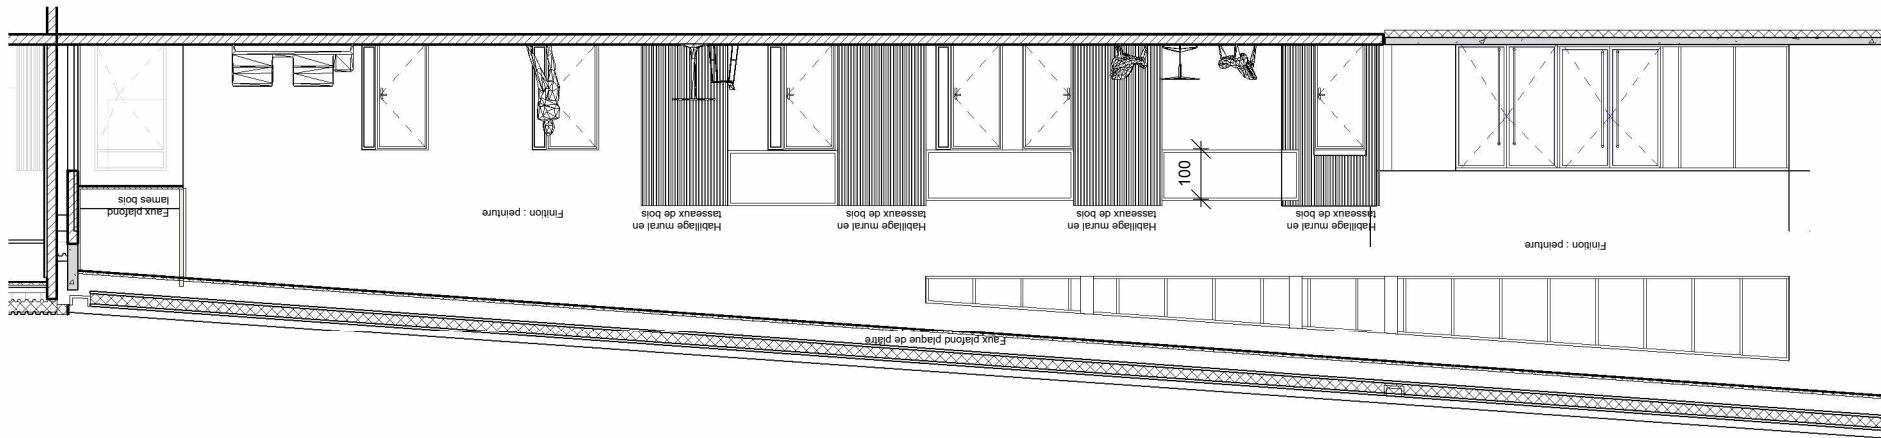 Faux plafond plaque de plâtre
Finition : peinture
Habillage mural en
tasseaux de bois
Habillage mural en
tasseaux de bois
Habillage mural en
tasseaux de bois
Habillage mural en
tasseaux de bois
Finition : peinture
Faux plafond
lames bois
100